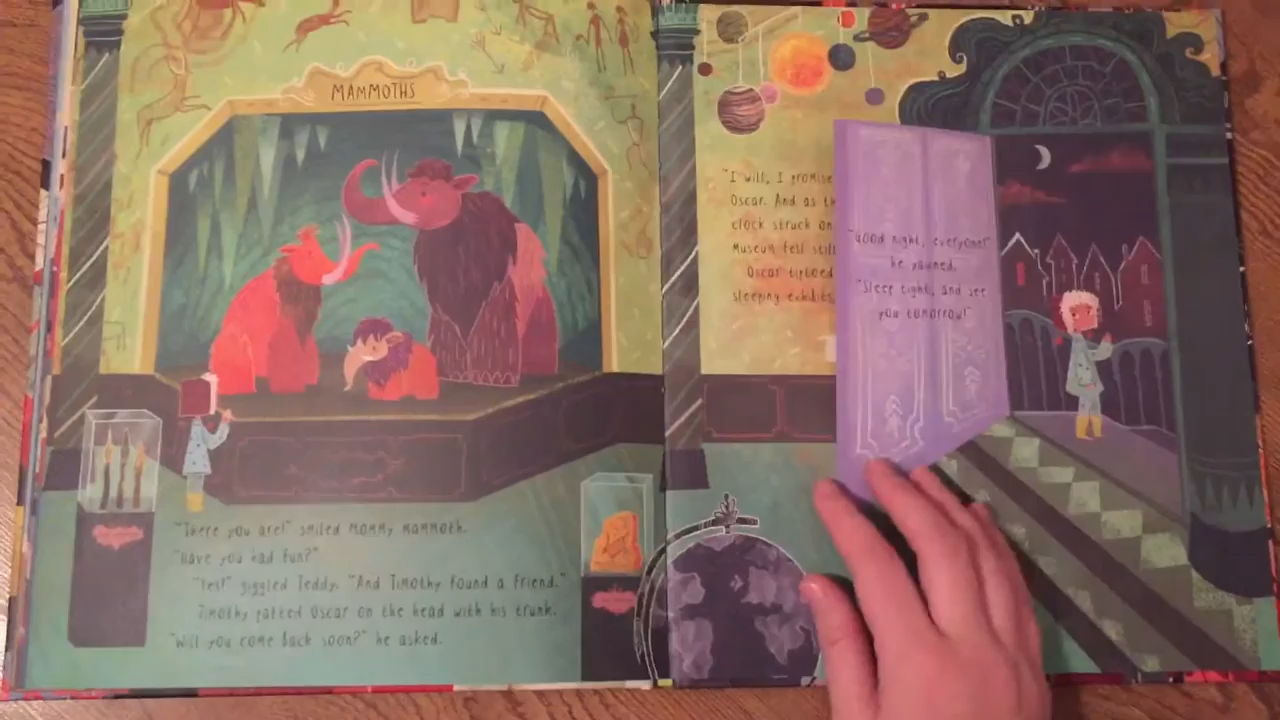 MAMMOTHS
"There you are!" smiled Mommy mammoth.
"Have you had fun?"
"Yes!" giggled Teddy. "And Timothy found a friend."
Timothy patted Oscar on the head with his trunk.
"Will you come back soon?" he asked.
"I will, I promise
Oscar. And as th
clock struck on
Museum fell still
Oscar tiptoed
sleeping exhibits
"Good night, everyone!"
he yawned.
"Sleep tight, and see
you tomorrow!"